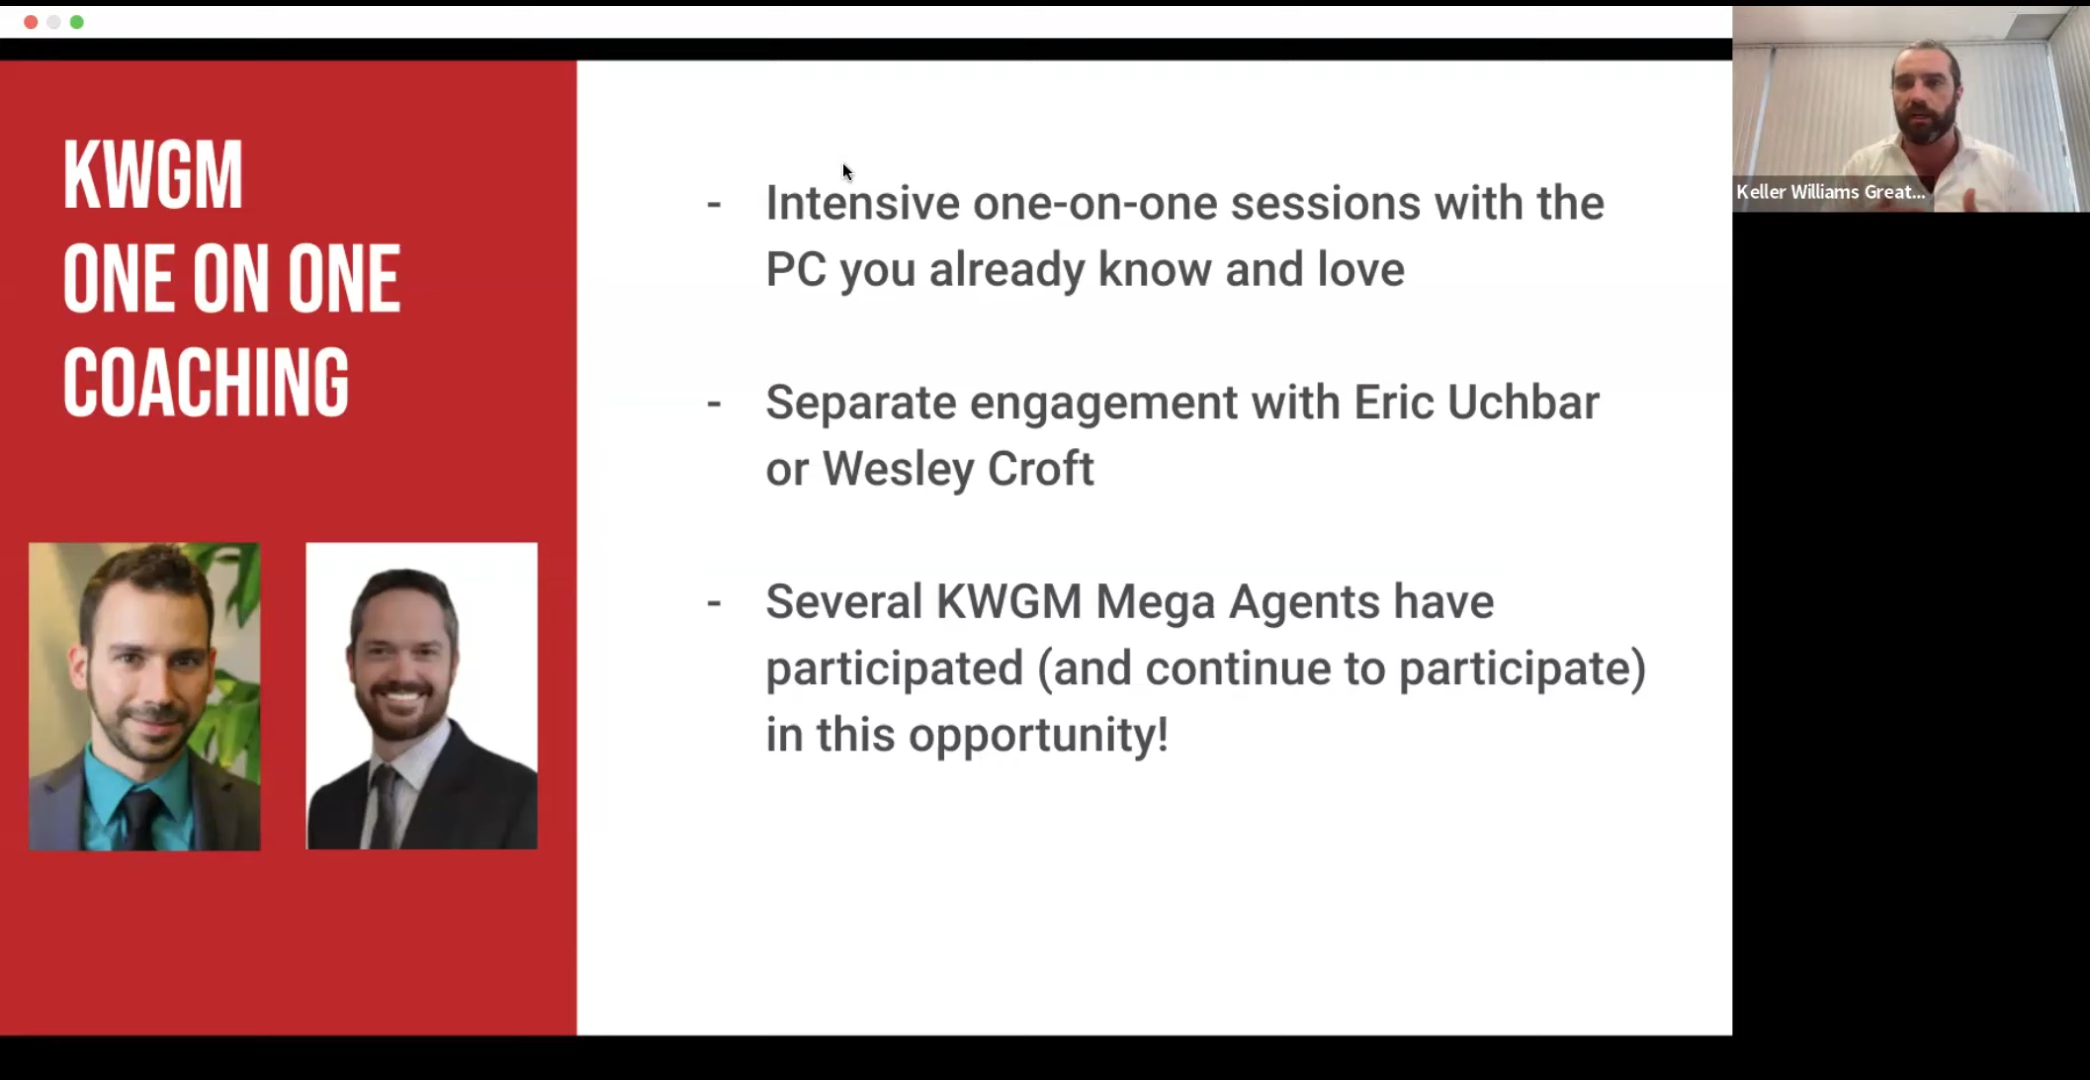 KWGM
ONE ON ONE
COACHING
- Intensive one-on-one sessions with the
PC you already know and love
- Separate engagement with Eric Uchbar
or Wesley Croft
- Several KWGM Mega Agents have
participated (and continue to participate)
in this opportunity!
Keller Williams Great...